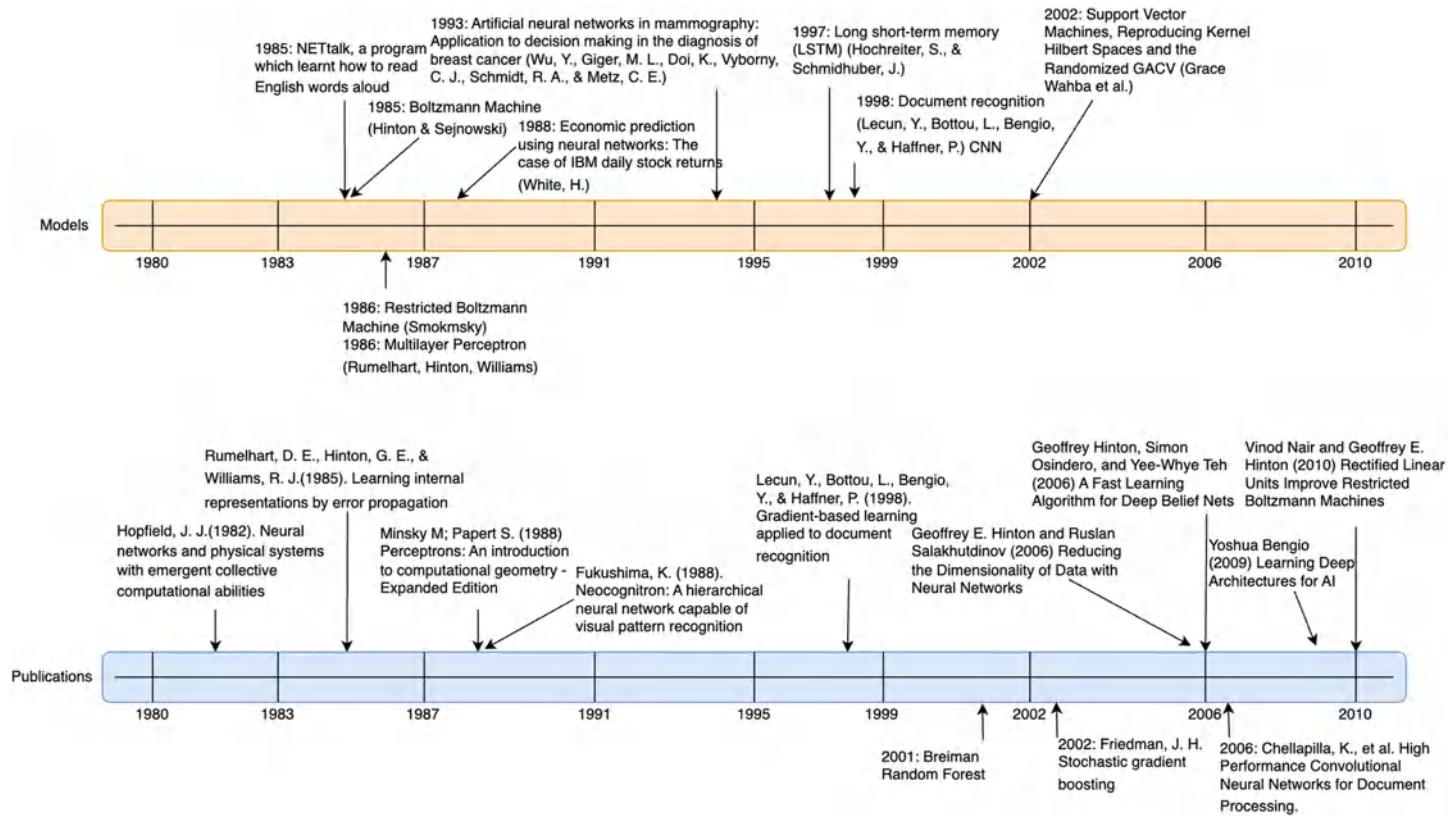 1985: NETtalk, a program
which learnt how to read
English words aloud
1993: Artificial neural networks in mammography:
Application to decision making in the diagnosis of
breast cancer (Wu, Y., Giger, M. L., Doi, K., Vyborny,
C. J., Schmidt, R. A., & Metz, C. E.)
1985: Boltzmann Machine
(Hinton & Sejnowski)
1988: Economic prediction
using neural networks: The
case of IBM daily stock returns
(White, H.)
1997: Long short-term memory
(LSTM) (Hochreiter, S., &
Schmidhuber, J.)
1998: Document recognition
(Lecun, Y., Bottou, L., Bengio,
Y., & Haffner, P.) CNN
2002: Support Vector
Machines, Reproducing Kernel
Hilbert Spaces and the
Randomized GACV (Grace
Wahba et al.)
Models
1980
1983
1987
1991
1995
1999
2002
2006
2010
1986: Restricted Boltzmann
Machine (Smokmsky)
1986: Multilayer Perceptron
(Rumelhart, Hinton, Williams)
Rumelhart, D. E., Hinton, G. E., &
Williams, R. J.(1985). Learning internal
representations by error propagation
Hopfield, J. J.(1982). Neural
networks and physical systems
with emergent collective
computational abilities
Minsky M; Papert S. (1988)
Perceptrons: An introduction
to computational geometry -
Expanded Edition
Fukushima, K. (1988).
Neocognitron: A hierarchical
neural network capable of
visual pattern recognition
Lecun, Y., Bottou, L., Bengio,
Y., & Haffner, P. (1998).
Gradient-based learning
applied to document
recognition
Geoffrey E. Hinton and Ruslan
Salakhutdinov (2006) Reducing
the Dimensionality of Data with
Neural Networks
Geoffrey Hinton, Simon
Osindero, and Yee-Whye Teh
(2006) A Fast Learning
Algorithm for Deep Belief Nets
Yoshua Bengio
(2009) Learning Deep
Architectures for AI
Vinod Nair and Geoffrey E.
Hinton (2010) Rectified Linear
Units Improve Restricted
Boltzmann Machines
Publications
1980
1983
1987
1991
1995
1999
2002
2006
2010
2001: Breiman
Random Forest
2002: Friedman, J. H.
Stochastic gradient
boosting
2006: Chellapilla, K., et al. High
Performance Convolutional
Neural Networks for Document
Processing.